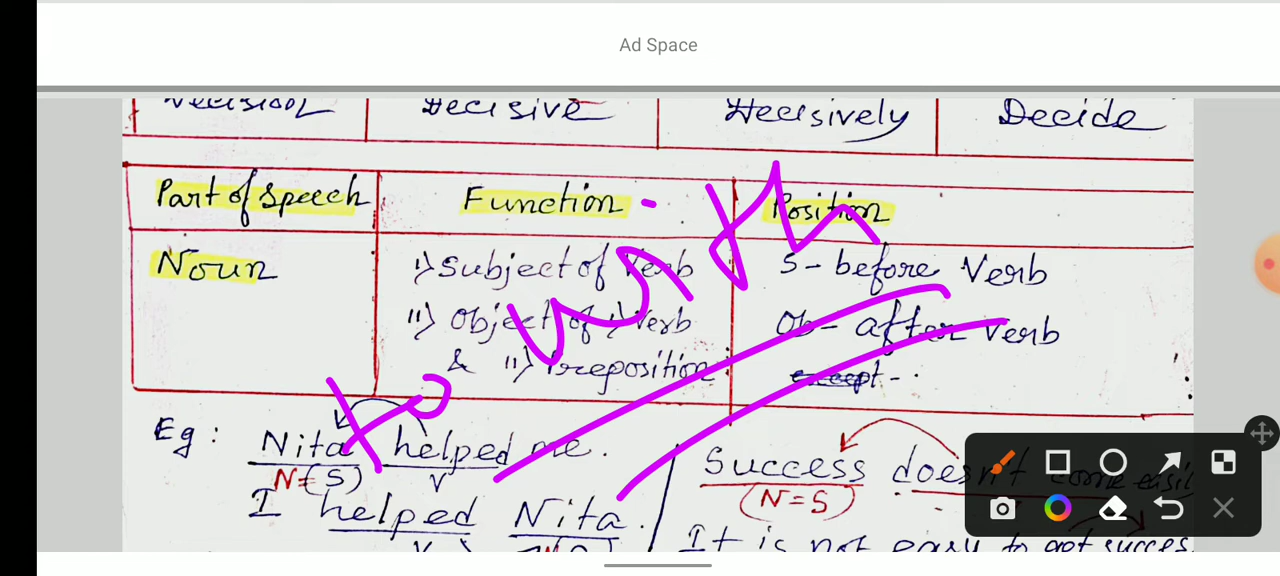 Ad Space
Decision Decisive Decisively Decide
Part of Speech Function - Position
Noun i) Subject of Verb S - before Verb
ii) Object of i) Verb Ob - after Verb
& ii) Preposition except -
Eg : Nita helped me. Success doesn't come easily
N=(S) V (N=S)
I helped Nita. It is not easy to get success